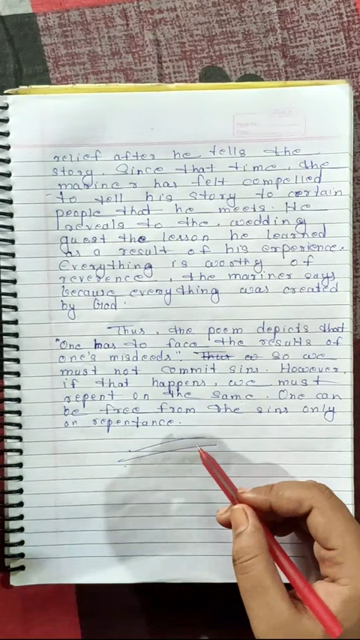 relief after he tells the
story. Since that time, the
mariner has felt compelled
to tell his story to certain
people that he meets. He
reveals to the wedding
guest the lesson he learned
as a result of his experience.
Everything is worthy of
reverence, the mariner says
because everything was created
by God.
Thus, the poem depicts that
"One has to face the results of
one's misdeeds". So we
must not commit sins. However,
if that happens, we must
repent on the same. One can
be free from the sins only
on repentance.